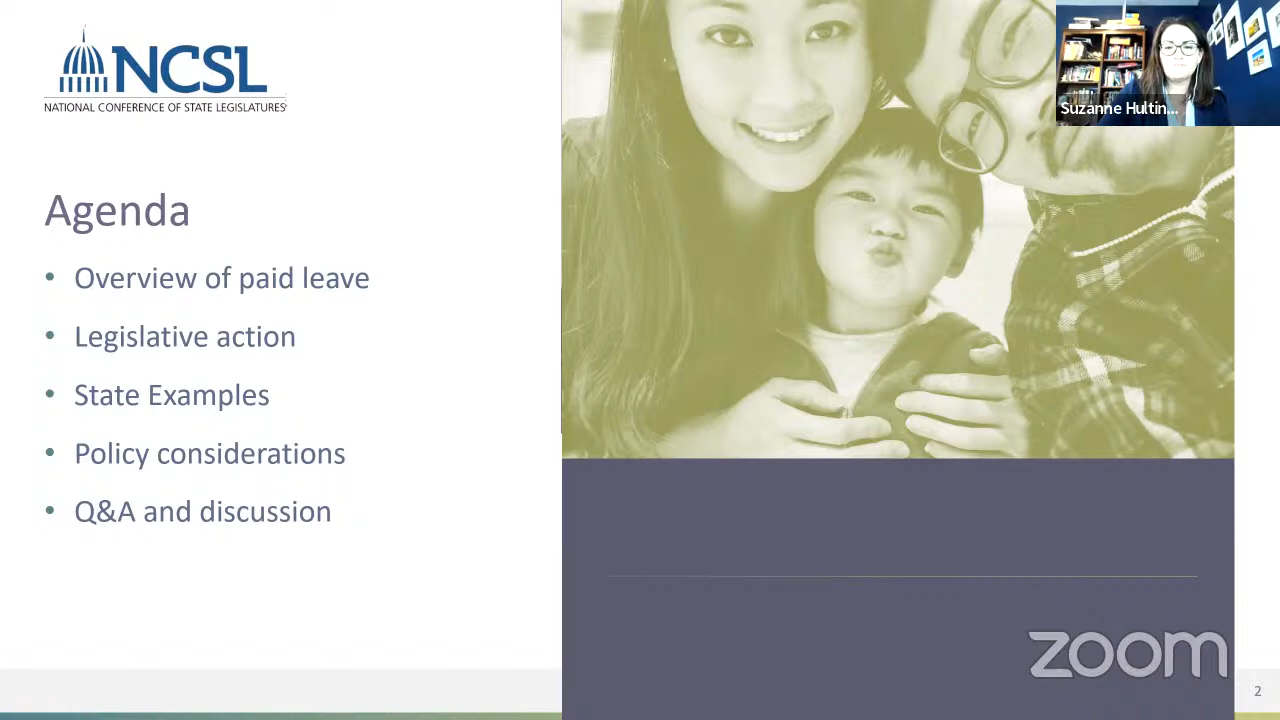 NCSL
NATIONAL CONFERENCE OF STATE LEGISLATURES
Suzanne Hultin...
Agenda
• Overview of paid leave
• Legislative action
• State Examples
• Policy considerations
• Q&A and discussion
zoom
2